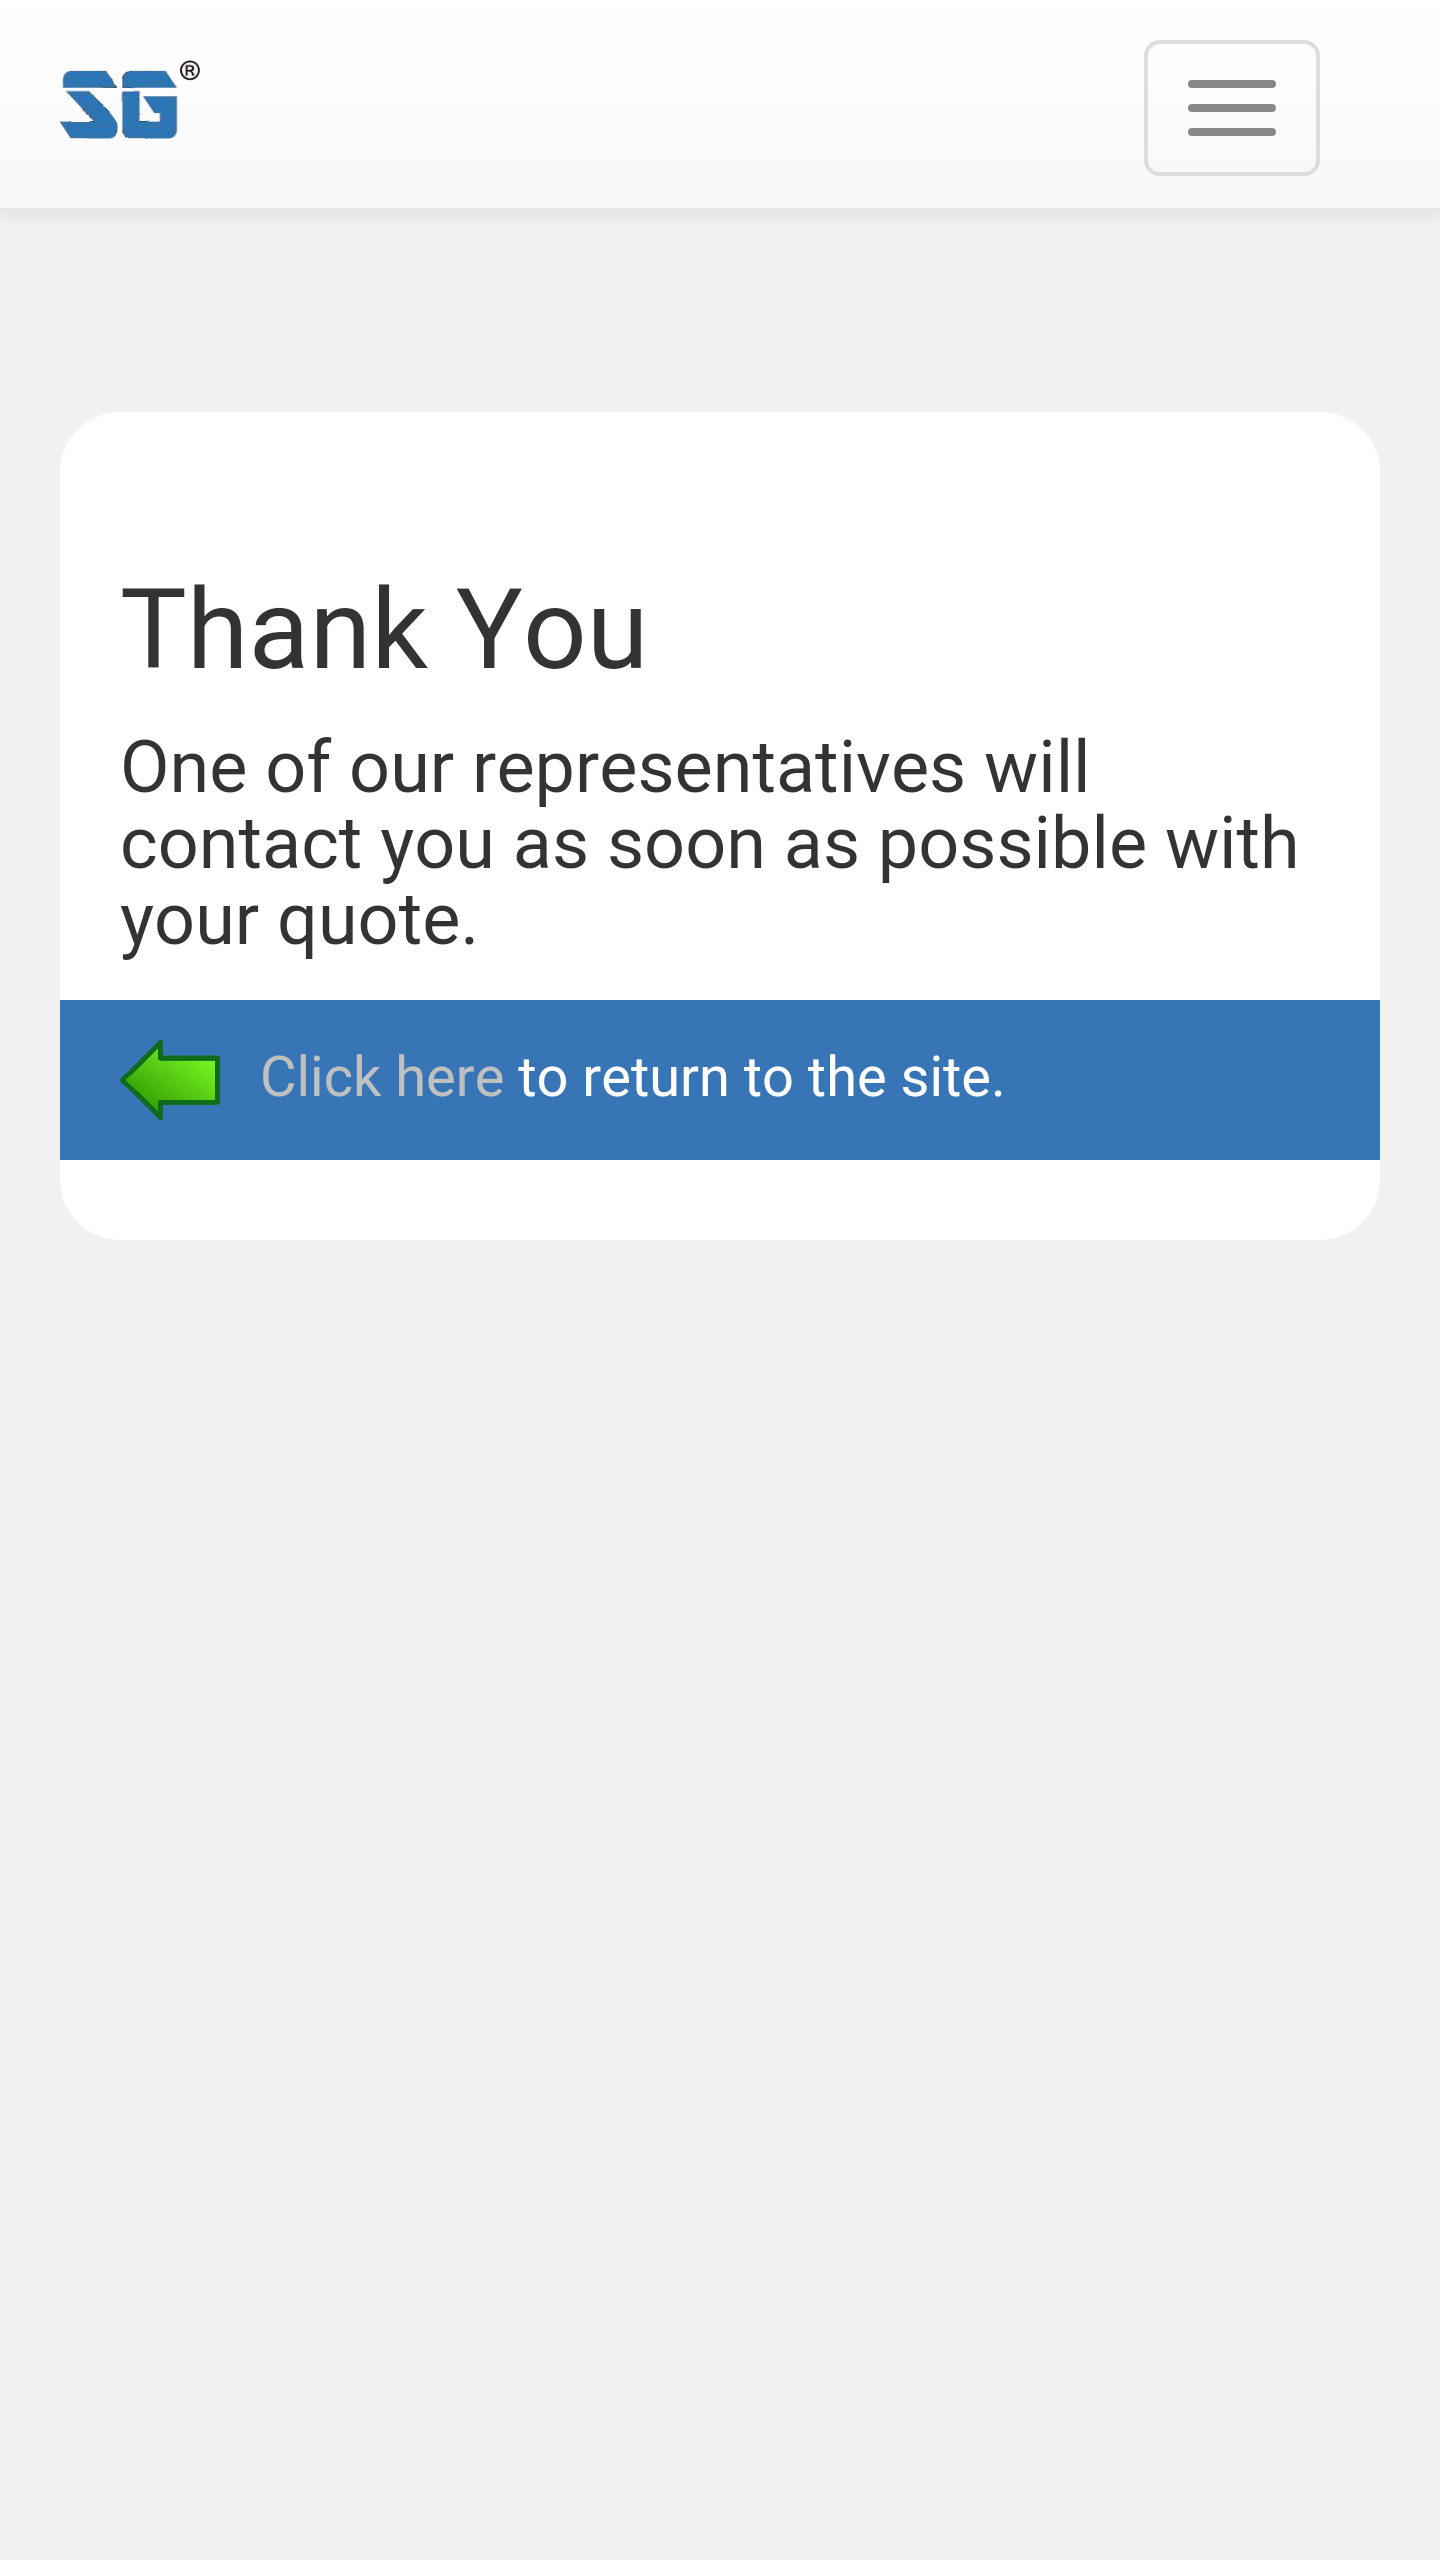 SG®
Thank You
One of our representatives will
contact you as soon as possible with
your quote.
Click here to return to the site.